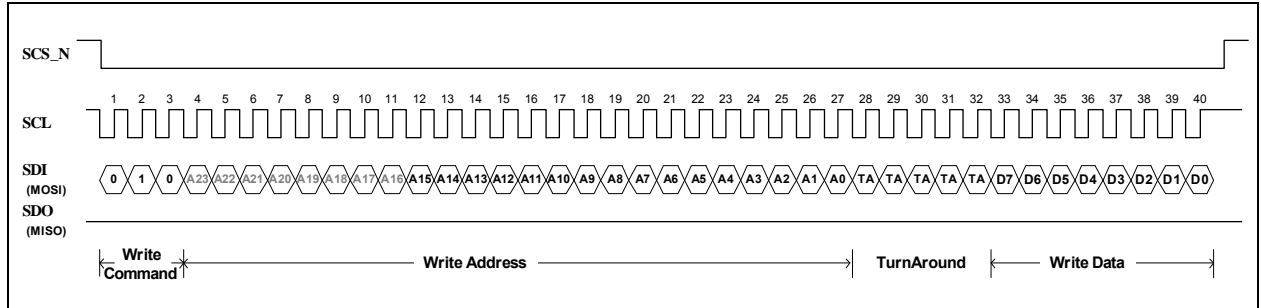 SCS_N
1 2 3 4 5 6 7 8 9 10 11 12 13 14 15 16 17 18 19 20 21 22 23 24 25 26 27 28 29 30 31 32 33 34 35 36 37 38 39 40
SCL
SDI
(MOSI)
0 1 0 A23 A22 A21 A20 A19 A18 A17 A16 A15 A14 A13 A12 A11 A10 A9 A8 A7 A6 A5 A4 A3 A2 A1 A0 TA TA TA TA TA D7 D6 D5 D4 D3 D2 D1 D0
SDO
(MISO)
Write
Command
Write Address
TurnAround
Write Data